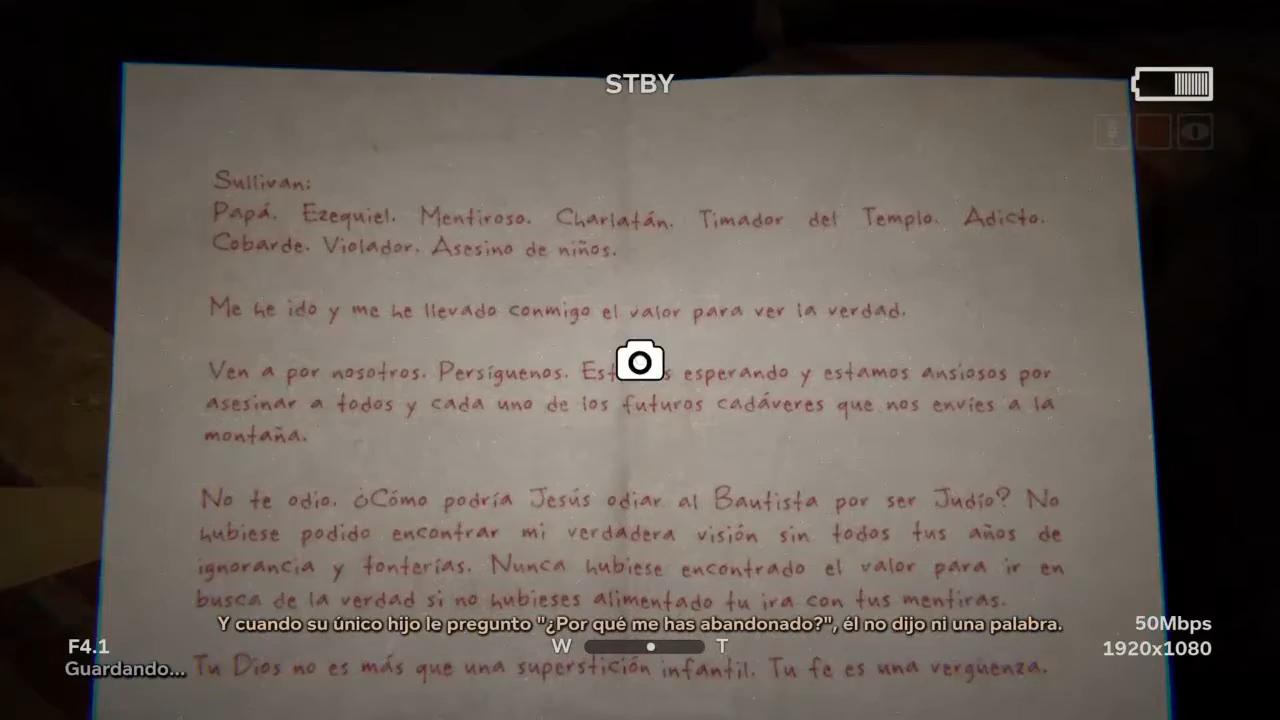 STBY
Sullivan:
Papá. Ezequiel. Mentiroso. Charlatán. Timador del Templo. Adicto.
Cobarde. Violador. Asesino de niños.
Me he ido y me he llevado conmigo el valor para ver la verdad.
Ven a por nosotros. Persíguenos. esperando y estamos ansiosos por
asesinar a todos y cada uno de los futuros cadáveres que nos envíes a la
montaña.
No te odio. ¿Cómo podría Jesús odiar al Bautista por ser Judío? No
hubiese podido encontrar mi verdadera visión sin todos tus años de
ignorancia y tonterías. Nunca hubiese encontrado el valor para ir en
busca de la verdad si no hubieses alimentado tu ira con tus mentiras.
Y cuando su único hijo le pregunto "¿Por qué me has abandonado?", él no dijo ni una palabra.
F4.1
W T
50Mbps
1920x1080
Guardando...
Tu Dios no es más que una superstición infantil. Tu fe es una vergüenza.